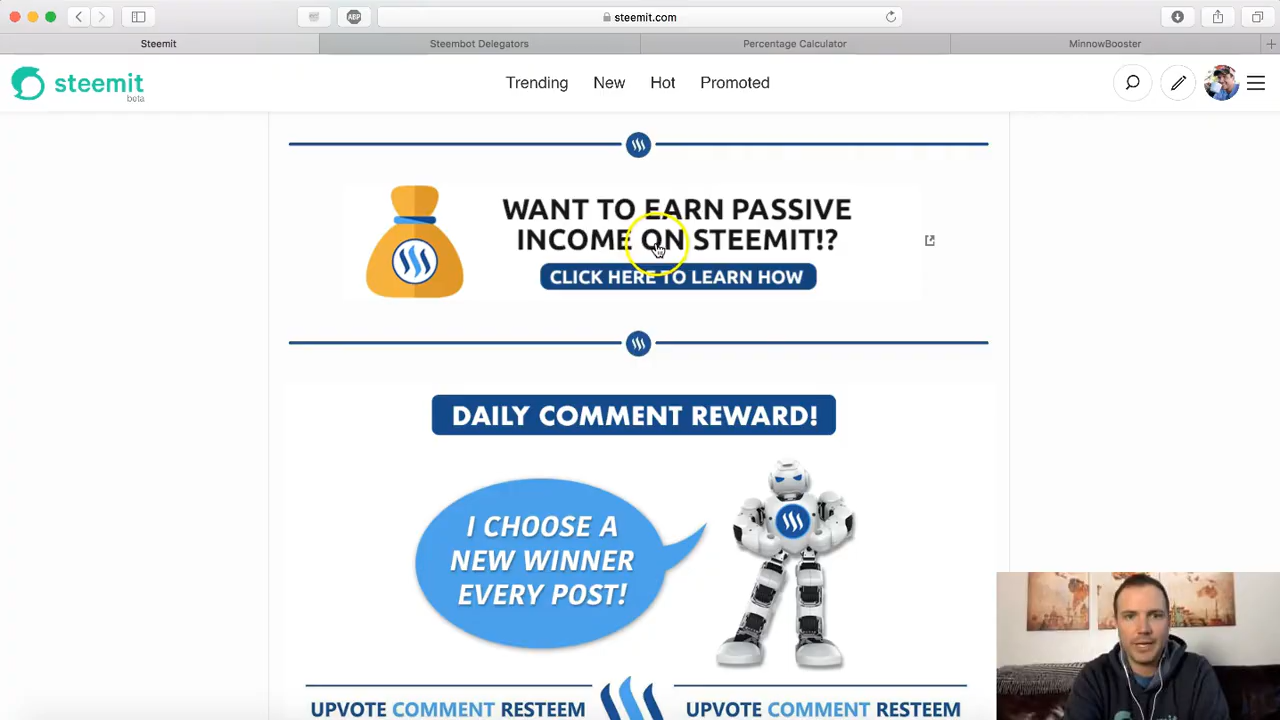 steemit.com
Steemit
Steembot Delegators
Percentage Calculator
MinnowBooster
steemit
beta
Trending
New
Hot
Promoted
WANT TO EARN PASSIVE
INCOME ON STEEMIT!?
CLICK HERE TO LEARN HOW
DAILY COMMENT REWARD!
I CHOOSE A
NEW WINNER
EVERY POST!
UPVOTE COMMENT RESTEEM
UPVOTE COMMENT RESTEEM
ABP